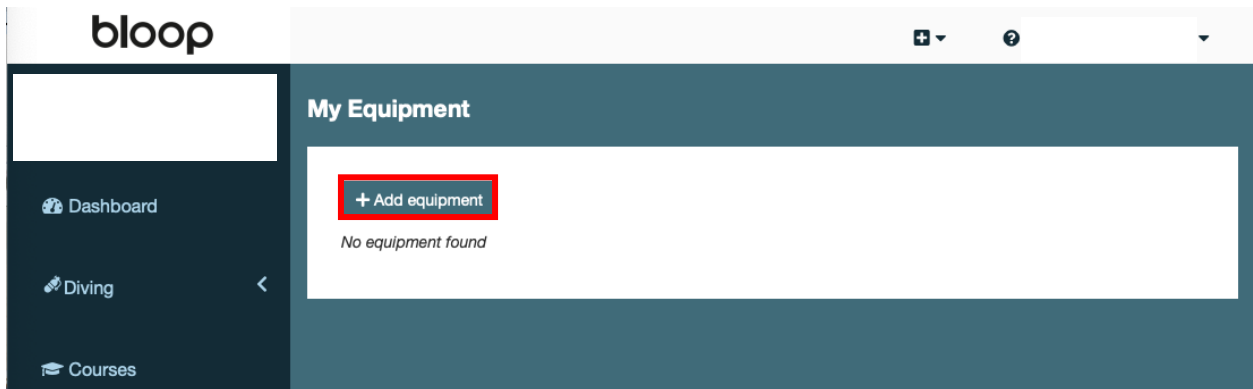 bloop
My Equipment
+ Add equipment
No equipment found
Dashboard
Diving
Courses